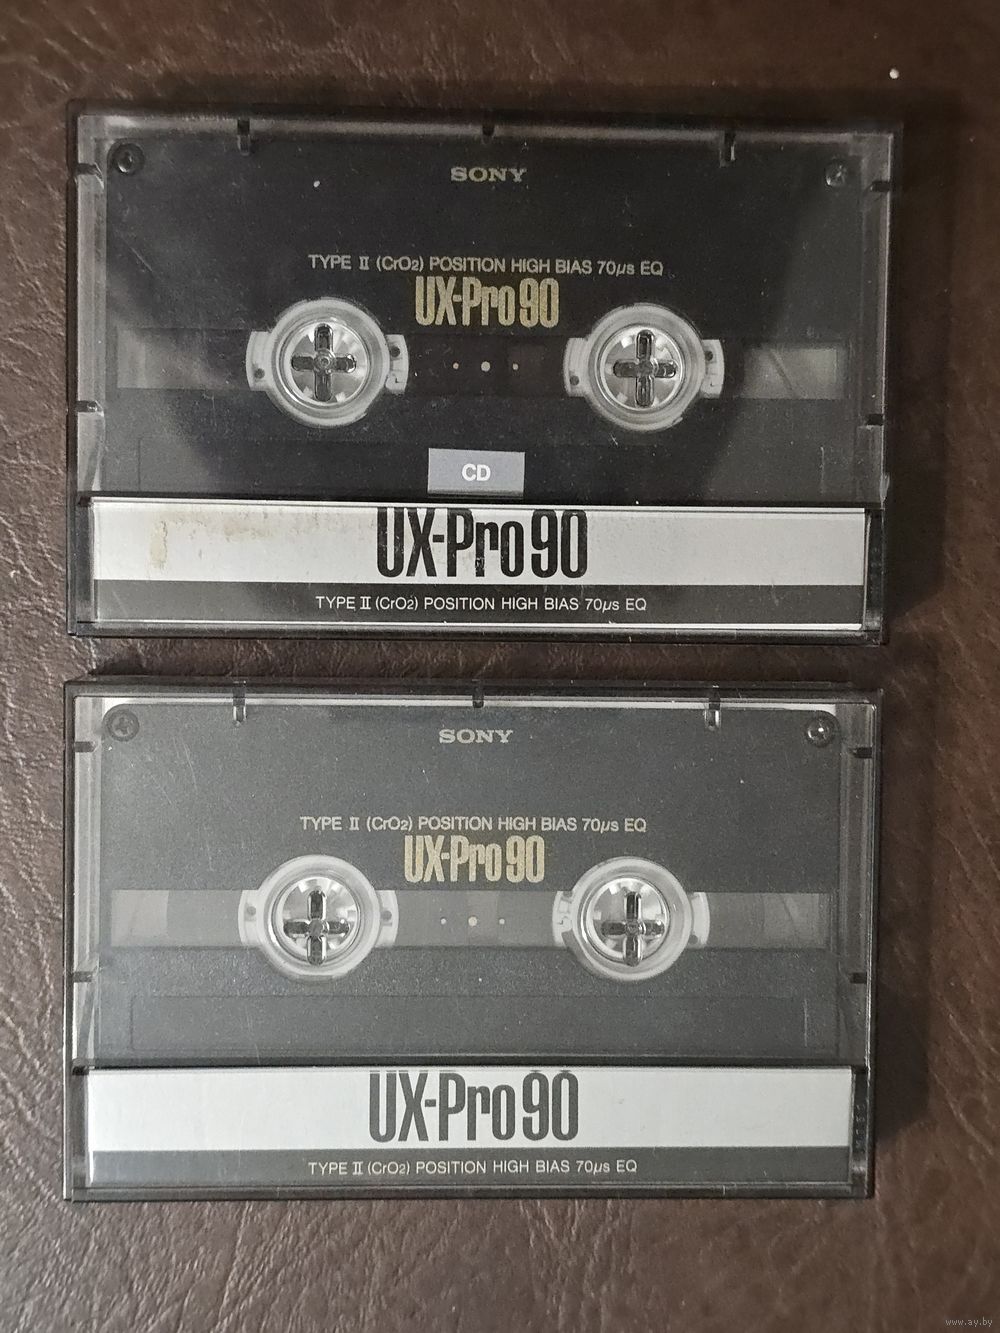 SONY
TYPE II (CrO2) POSITION HIGH BIAS 70µs EQ
UX-Pro90
CD
UX-Pro90
TYPE II (CrO2) POSITION HIGH BIAS 70µs EQ
SONY
TYPE II (CrO2) POSITION HIGH BIAS 70µs EQ
UX-Pro90
UX-Pro90
TYPE II (CrO2) POSITION HIGH BIAS 70µs EQ
www.ay.by